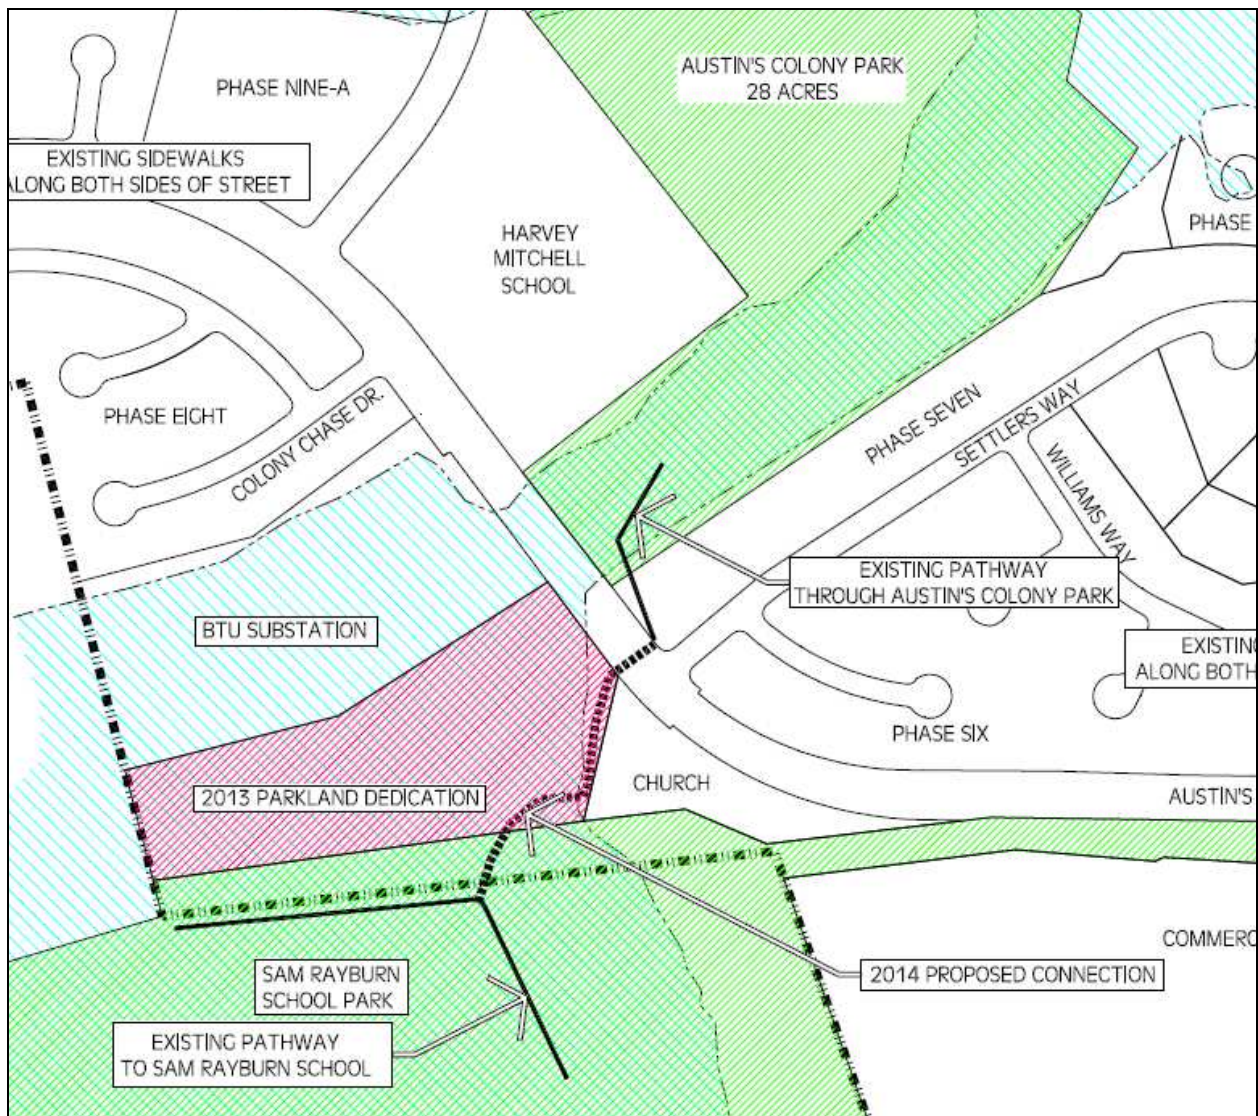 AUSTIN'S COLONY PARK
28 ACRES
PHASE NINE-A
EXISTING SIDEWALKS
ALONG BOTH SIDES OF STREET
PHASE
HARVEY
MITCHELL
SCHOOL
PHASE EIGHT
COLONY CHASE DR.
PHASE SEVEN
SETTLERS WAY
WILLIAMS WAY
EXISTING PATHWAY
THROUGH AUSTIN'S COLONY PARK
BTU SUBSTATION
EXISTING
ALONG BOTH
PHASE SIX
CHURCH
2013 PARKLAND DEDICATION
AUSTIN'S
COMMERC
SAM RAYBURN
SCHOOL PARK
2014 PROPOSED CONNECTION
EXISTING PATHWAY
TO SAM RAYBURN SCHOOL